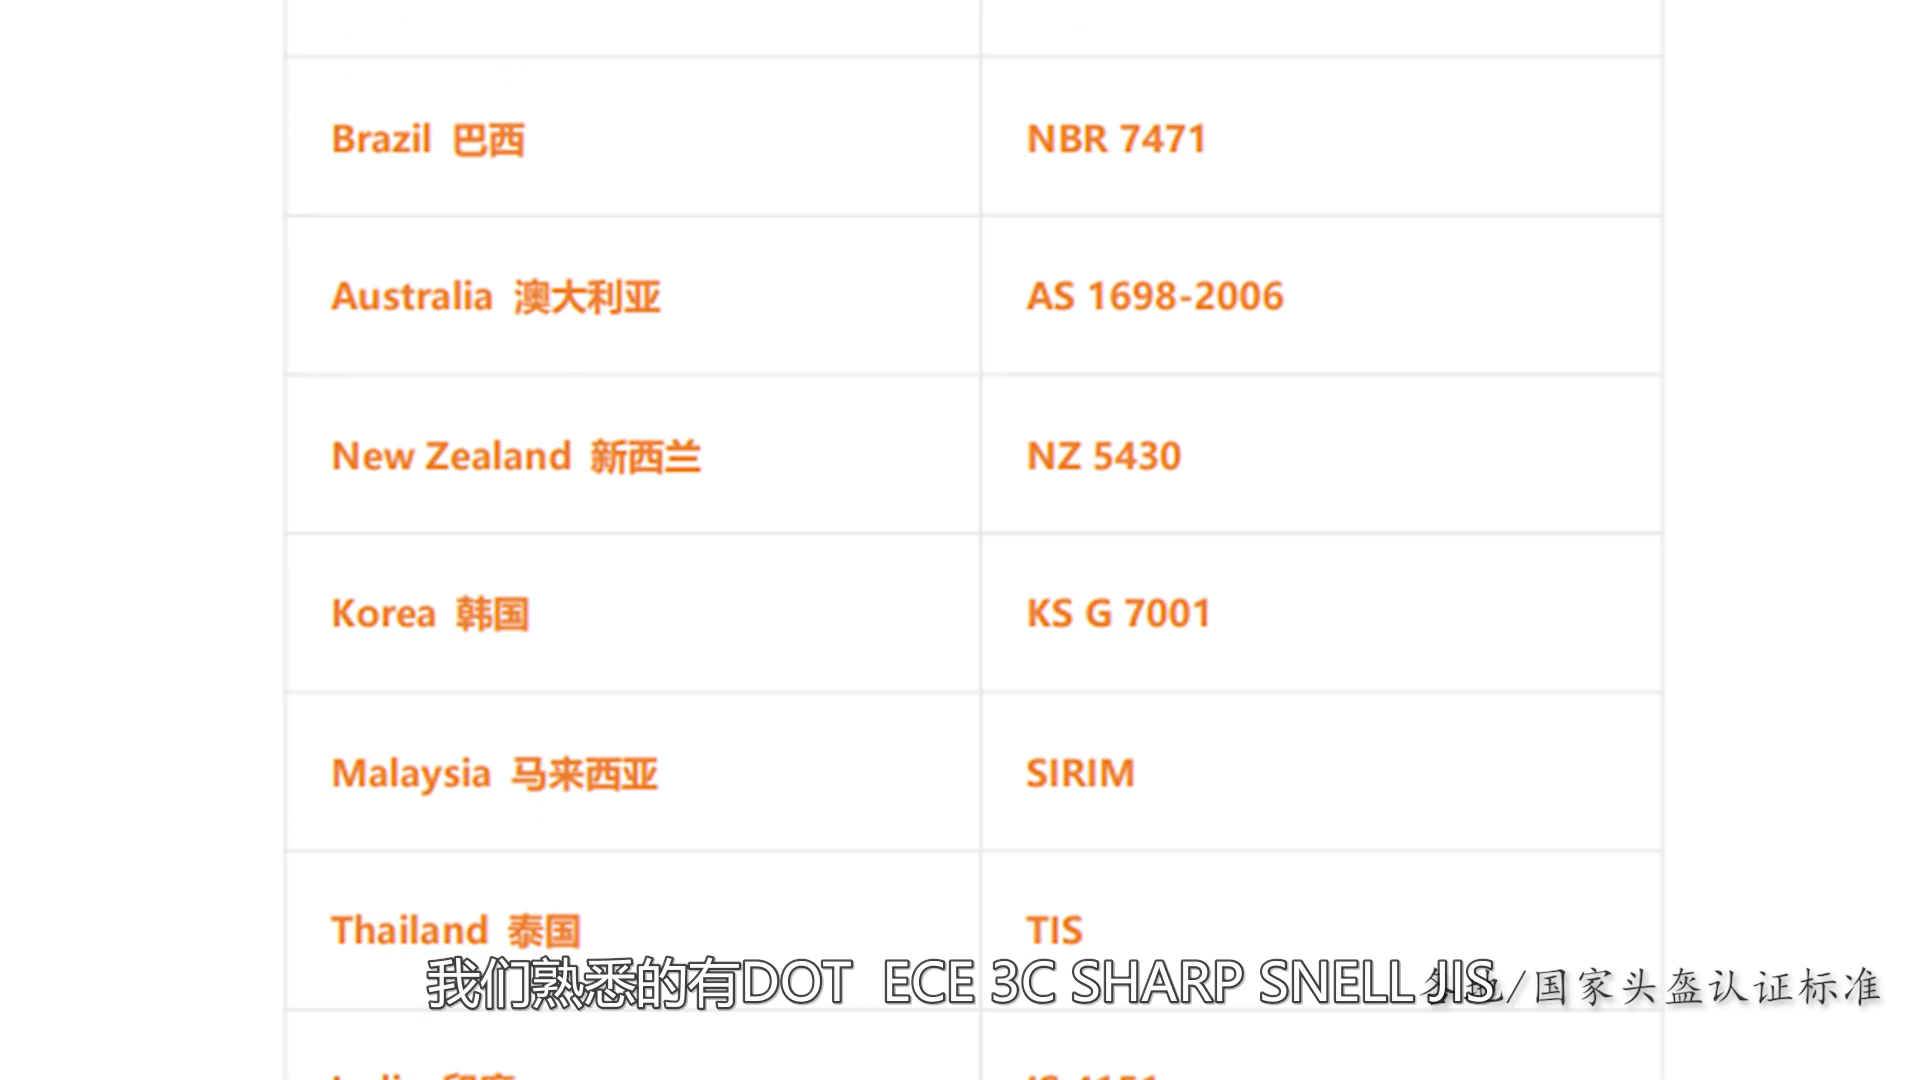 Brazil 巴西
NBR 7471
Australia 澳大利亚
AS 1698-2006
New Zealand 新西兰
NZ 5430
Korea 韩国
KS G 7001
Malaysia 马来西亚
SIRIM
Thailand 泰国
TIS
我们熟悉的有DOT ECE 3C SHARP SNELL JIS
/国家头盔认证标准